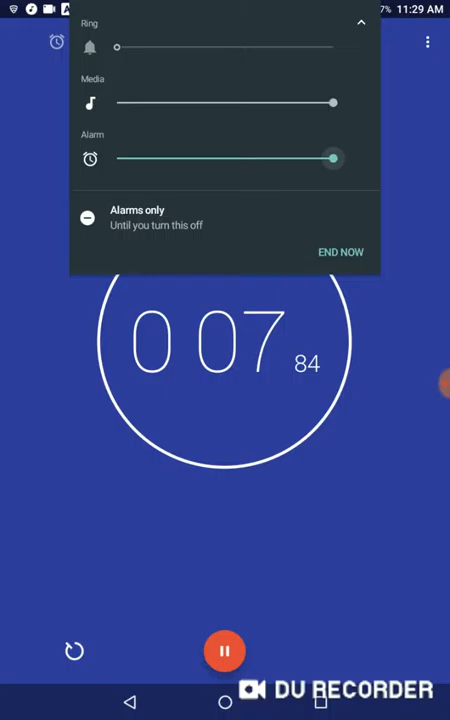 7% 11:29 AM
Ring
Media
Alarm
Alarms only
Until you turn this off
END NOW
0 07 84
DU RECORDER